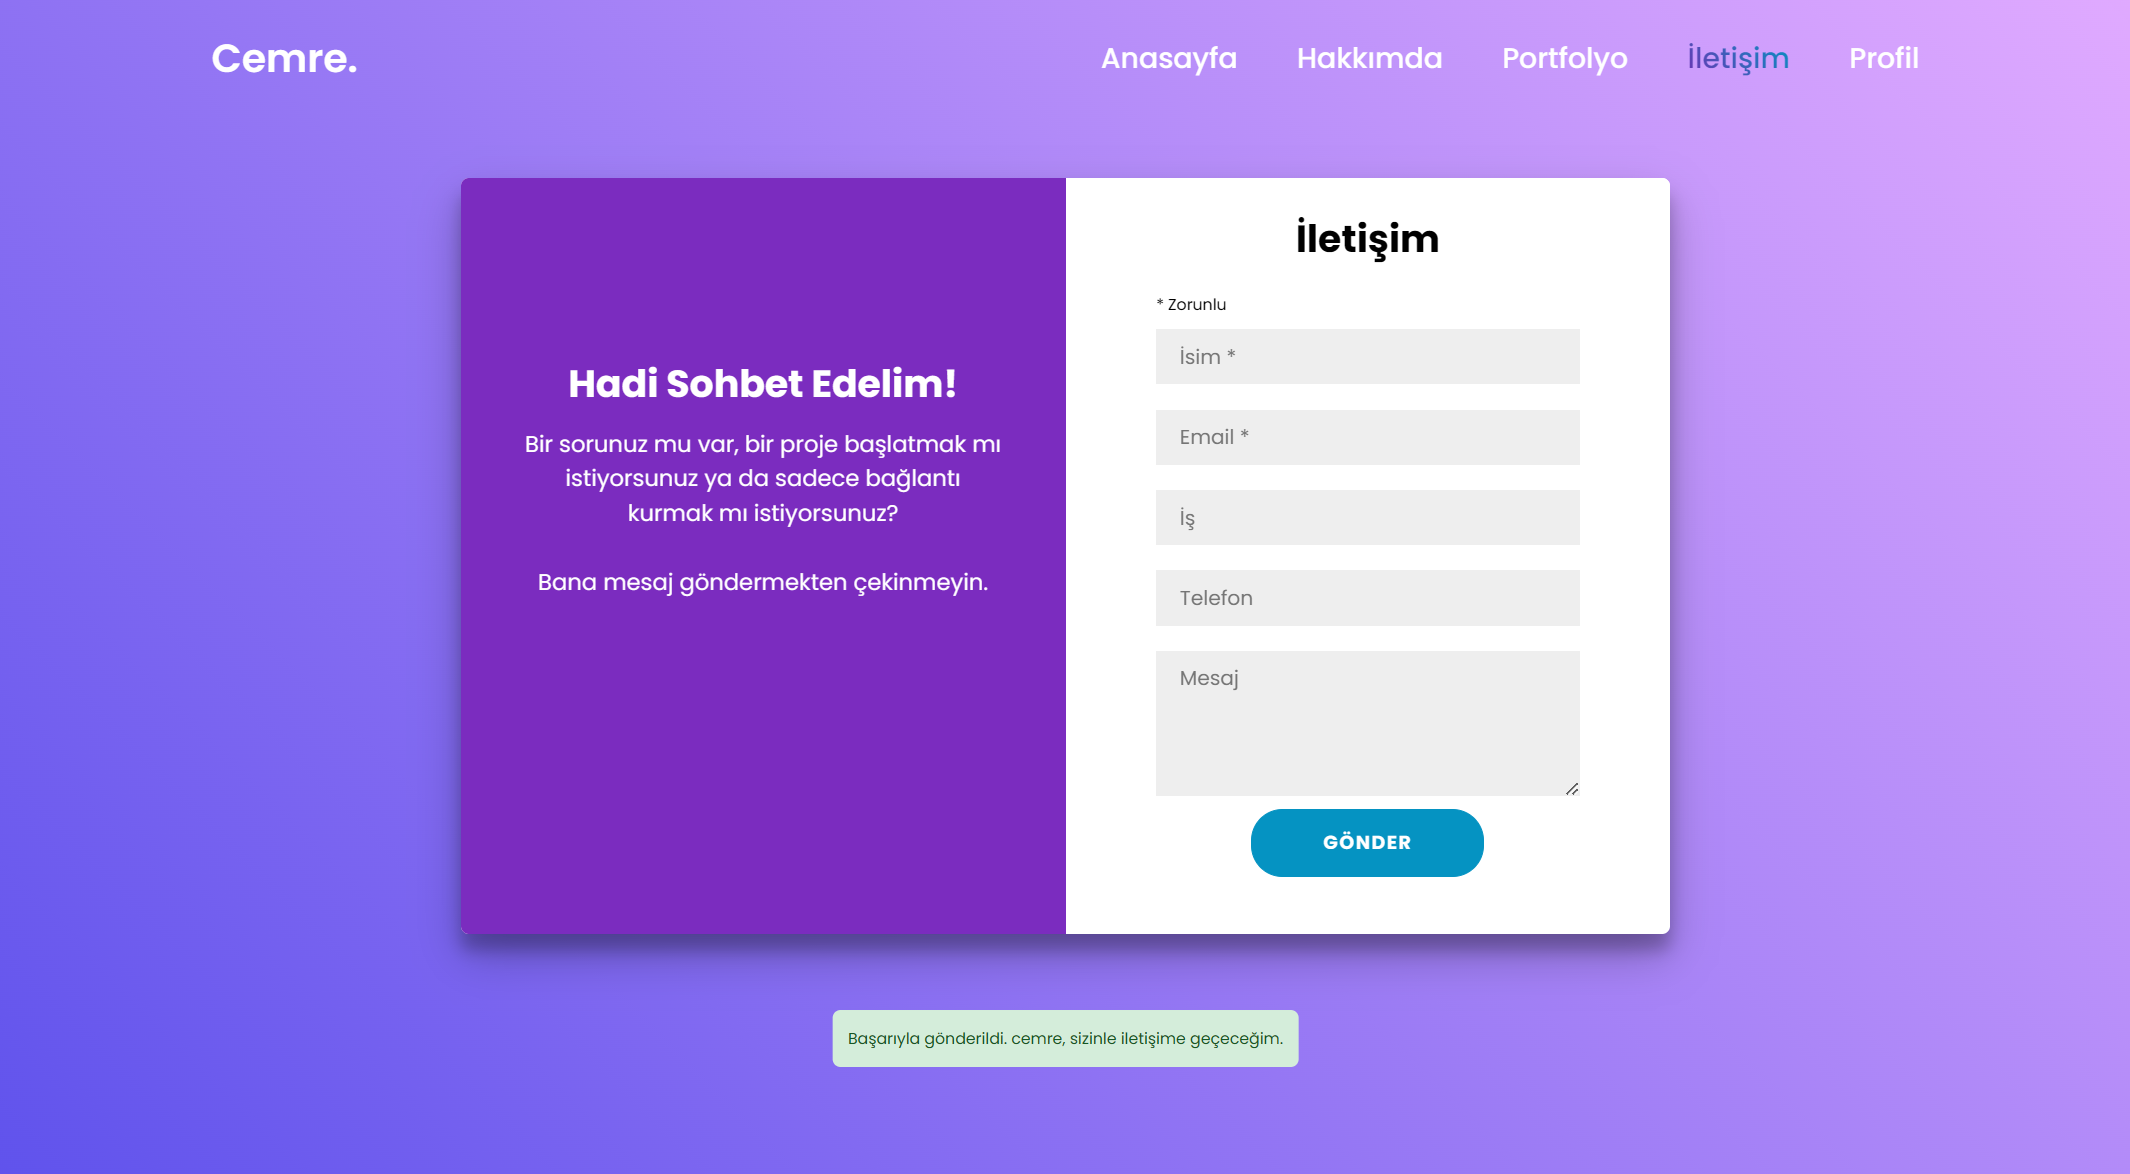 Cemre.
Anasayfa
Hakkımda
Portfolyo
İletişim
Profil
Hadi Sohbet Edelim!
Bir sorunuz mu var, bir proje başlatmak mı
istiyorsunuz ya da sadece bağlantı
kurmak mı istiyorsunuz?
Bana mesaj göndermekten çekinmeyin.
İletişim
* Zorunlu
İsim *
Email *
İş
Telefon
Mesaj
GÖNDER
Başarıyla gönderildi. cemre, sizinle iletişime geçeceğim.